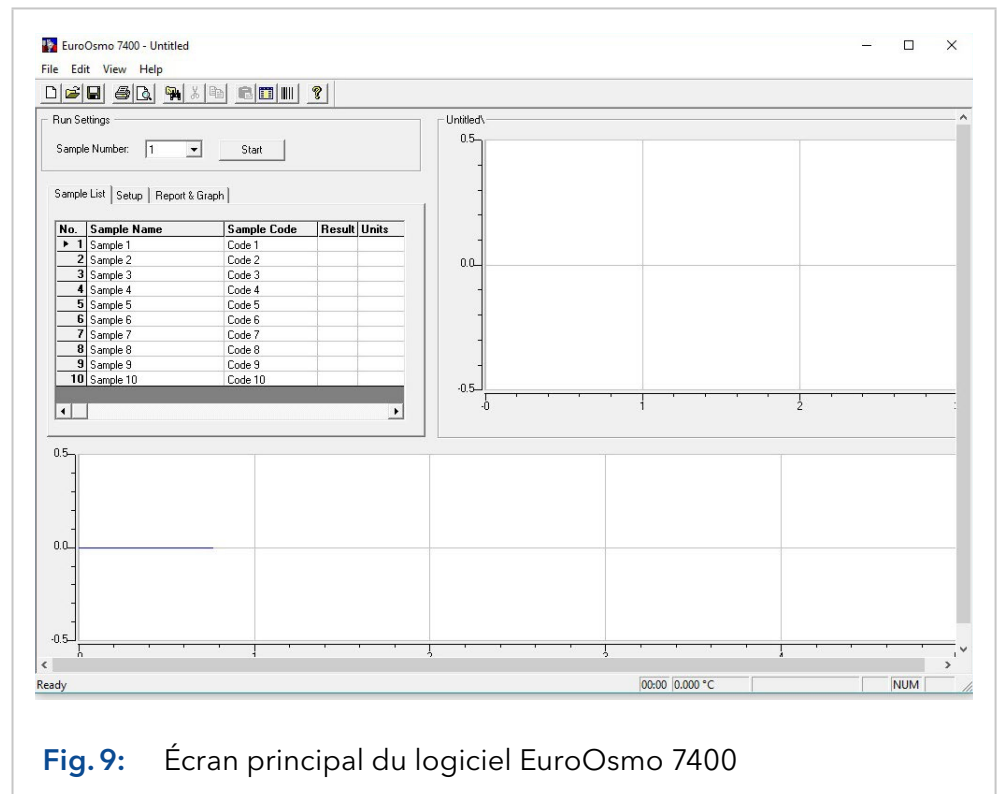 EuroOsmo 7400 - Untitled
File Edit View Help
Run Settings
Sample Number: 1 Start
Sample List Setup Report & Graph
No. Sample Name Sample Code Result Units
1 Sample 1 Code 1
2 Sample 2 Code 2
3 Sample 3 Code 3
4 Sample 4 Code 4
5 Sample 5 Code 5
6 Sample 6 Code 6
7 Sample 7 Code 7
8 Sample 8 Code 8
9 Sample 9 Code 9
10 Sample 10 Code 10
Untitled\
0.5
0.0
-0.5
-0 1 2
0.5
0.0
-0.5
0 1 2 3 4
Ready 00:00 0.000 °C NUM
Fig. 9: Écran principal du logiciel EuroOsmo 7400